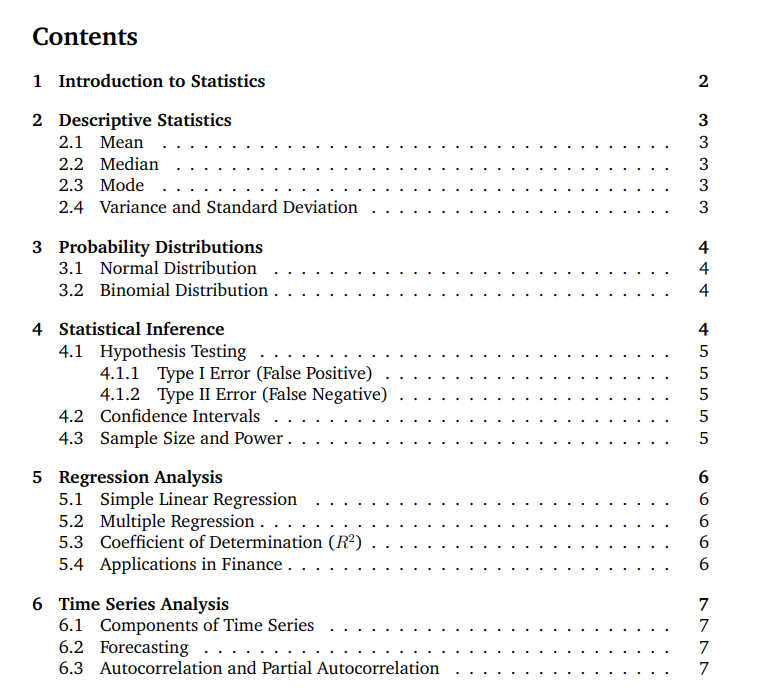 Contents
1 Introduction to Statistics 2
2 Descriptive Statistics 3
2.1 Mean . . . . . . . . . . . . . . . . . . . . . . . . . . . . . . . . . . . . . 3
2.2 Median . . . . . . . . . . . . . . . . . . . . . . . . . . . . . . . . . . . . 3
2.3 Mode . . . . . . . . . . . . . . . . . . . . . . . . . . . . . . . . . . . . . 3
2.4 Variance and Standard Deviation . . . . . . . . . . . . . . . . . . . . . . 3
3 Probability Distributions 4
3.1 Normal Distribution . . . . . . . . . . . . . . . . . . . . . . . . . . . . . 4
3.2 Binomial Distribution . . . . . . . . . . . . . . . . . . . . . . . . . . . . . 4
4 Statistical Inference 4
4.1 Hypothesis Testing . . . . . . . . . . . . . . . . . . . . . . . . . . . . . . 5
4.1.1 Type I Error (False Positive) . . . . . . . . . . . . . . . . . . . . . 5
4.1.2 Type II Error (False Negative) . . . . . . . . . . . . . . . . . . . . 5
4.2 Confidence Intervals . . . . . . . . . . . . . . . . . . . . . . . . . . . . . 5
4.3 Sample Size and Power . . . . . . . . . . . . . . . . . . . . . . . . . . . . 5
5 Regression Analysis 6
5.1 Simple Linear Regression . . . . . . . . . . . . . . . . . . . . . . . . . . 6
5.2 Multiple Regression . . . . . . . . . . . . . . . . . . . . . . . . . . . . . . 6
5.3 Coefficient of Determination (R²) . . . . . . . . . . . . . . . . . . . . . . 6
5.4 Applications in Finance . . . . . . . . . . . . . . . . . . . . . . . . . . . . 6
6 Time Series Analysis 7
6.1 Components of Time Series . . . . . . . . . . . . . . . . . . . . . . . . . 7
6.2 Forecasting . . . . . . . . . . . . . . . . . . . . . . . . . . . . . . . . . . 7
6.3 Autocorrelation and Partial Autocorrelation . . . . . . . . . . . . . . . . 7